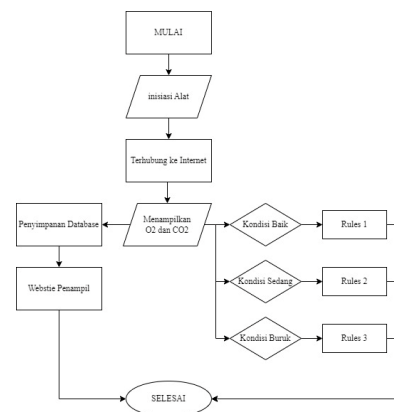 MULAI
inisiasi Alat
Terhubung ke Internet
Penyimpanan Database
Menampilkan
O2 dan CO2
Kondisi Baik
Rules 1
Webstie Penampil
Kondisi Sedang
Rules 2
Kondisi Buruk
Rules 3
SELESAI